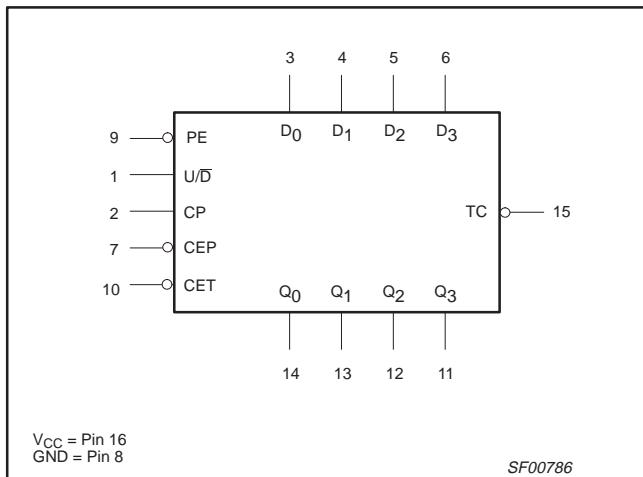 3 4 5 6
D0 D1 D2 D3
9 PE
1 U/D̅
2 CP
TC 15
7 CEP
10 CET
Q0 Q1 Q2 Q3
14 13 12 11
VCC = Pin 16
GND = Pin 8
SF00786